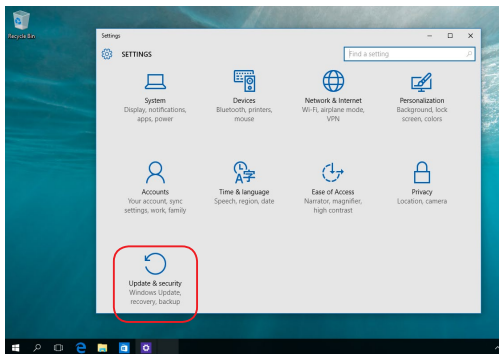 Recycle Bin
Settings
SETTINGS
Find a setting
System
Display, notifications,
apps, power
Devices
Bluetooth, printers,
mouse
Network & Internet
Wi-Fi, airplane mode,
VPN
Personalization
Background, lock
screen, colors
Accounts
Your account, sync
settings, work, family
Time & language
Speech, region, date
Ease of Access
Narrator, magnifier,
high contrast
Privacy
Location, camera
Update & security
Windows Update,
recovery, backup